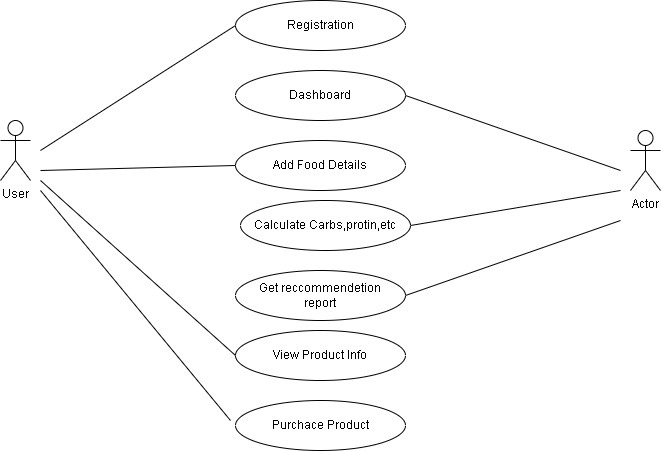 Registration
Dashboard
User
Add Food Details
Actor
Calculate Carbs,protin,etc
Get reccommendetion
report
View Product Info
Purchace Product